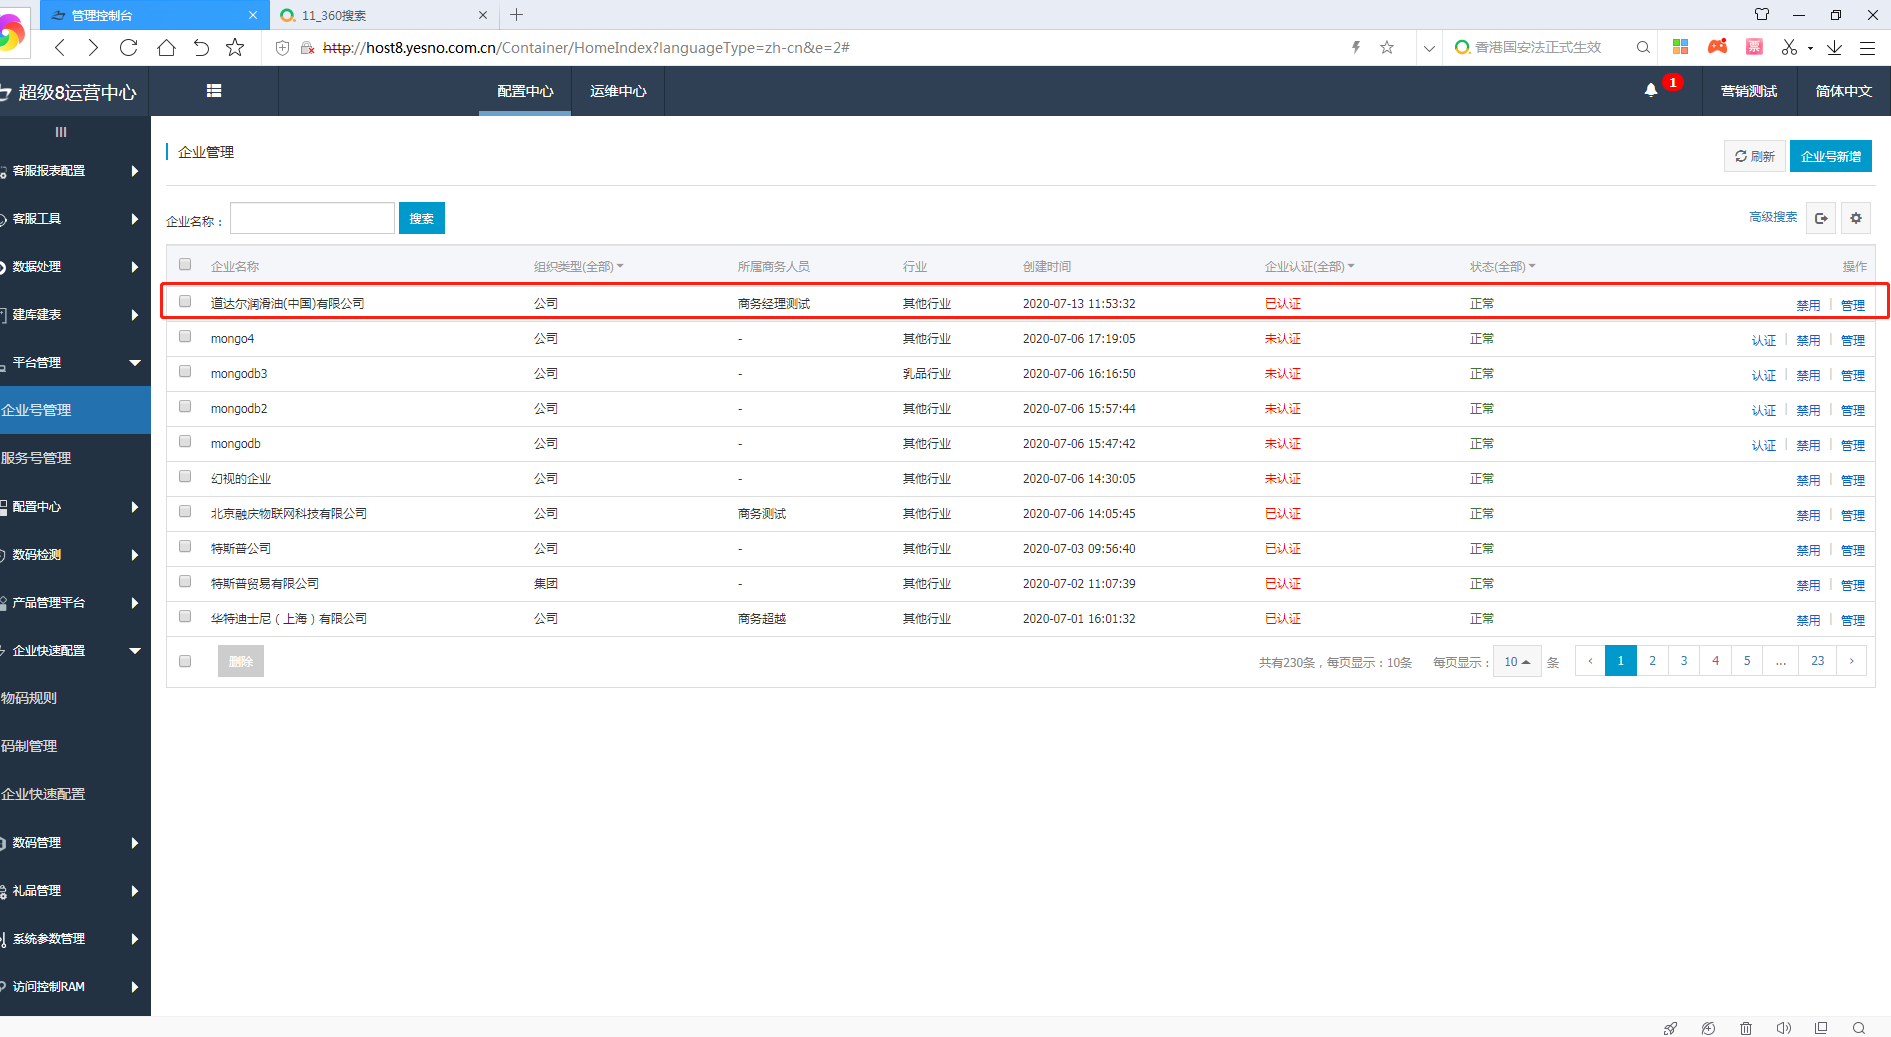 管理控制台
11_360搜索
http://host8.yesno.com.cn/Container/HomeIndex?languageType=zh-cn&e=2#
香港国安法正式生效
票
超级8运营中心
配置中心
运维中心
1
营销测试
简体中文
客服报表配置
客服工具
数据处理
建库建表
平台管理
企业号管理
服务号管理
配置中心
数码检测
产品管理平台
企业快速配置
物码规则
码制管理
企业快速配置
数码管理
礼品管理
系统参数管理
访问控制RAM
企业管理
刷新
企业号新增
企业名称：
搜索
高级搜索
企业名称 组织类型(全部) 所属商务人员 行业 创建时间 企业认证(全部) 状态(全部) 操作
道达尔润滑油(中国)有限公司 公司 商务经理测试 其他行业 2020-07-13 11:53:32 已认证 正常 禁用 管理
mongo4 公司 - 其他行业 2020-07-06 17:19:05 未认证 正常 认证 禁用 管理
mongodb3 公司 - 乳品行业 2020-07-06 16:16:50 未认证 正常 认证 禁用 管理
mongodb2 公司 - 其他行业 2020-07-06 15:57:44 未认证 正常 认证 禁用 管理
mongodb 公司 - 其他行业 2020-07-06 15:47:42 未认证 正常 认证 禁用 管理
幻视的企业 公司 - 其他行业 2020-07-06 14:30:05 未认证 正常 禁用 管理
北京融庆物联网科技有限公司 公司 商务测试 其他行业 2020-07-06 14:05:45 已认证 正常 禁用 管理
特斯普公司 公司 - 其他行业 2020-07-03 09:56:40 已认证 正常 禁用 管理
特斯普贸易有限公司 集团 - 其他行业 2020-07-02 11:07:39 已认证 正常 禁用 管理
华特迪士尼（上海）有限公司 公司 商务超越 其他行业 2020-07-01 16:01:32 已认证 正常 禁用 管理
删除
共有230条，每页显示：10条 每页显示： 10 条 ‹ 1 2 3 4 5 ... 23 ›